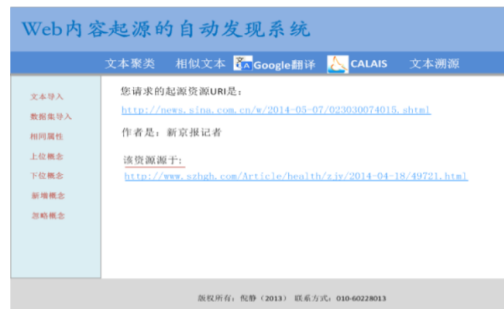 Web内容起源的自动发现系统
文本聚类 相似文本 Google翻译 CALAIS 文本溯源
文本导入
数据集导入
相同属性
上位概念
下位概念
新增概念
忽略概念
您请求的起源资源URI是:
http://news.sina.com.cn/w/2014-05-07/023030074015.shtml
作者是: 新京报记者
该资源源于:
http://www.szhgh.com/Article/health/zjy/2014-04-18/49721.html
版权所有: 倪静 (2013) 联系方式: 010-60228013